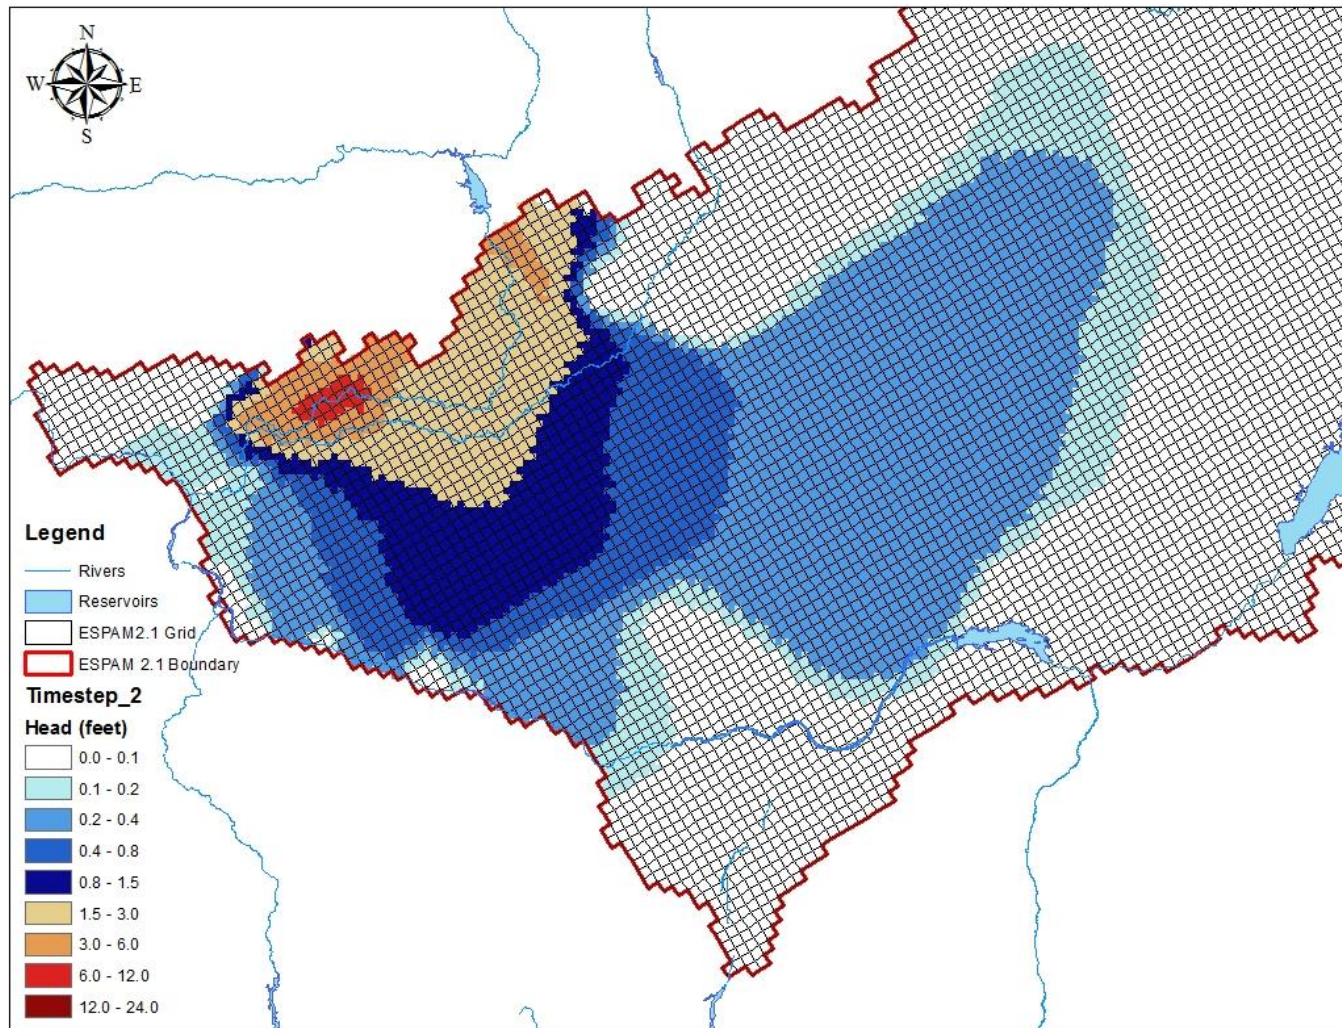 N
W E
S
Legend
Rivers
Reservoirs
ESPAM2.1 Grid
ESPAM 2.1 Boundary
Timestep_2
Head (feet)
0.0 - 0.1
0.1 - 0.2
0.2 - 0.4
0.4 - 0.8
0.8 - 1.5
1.5 - 3.0
3.0 - 6.0
6.0 - 12.0
12.0 - 24.0